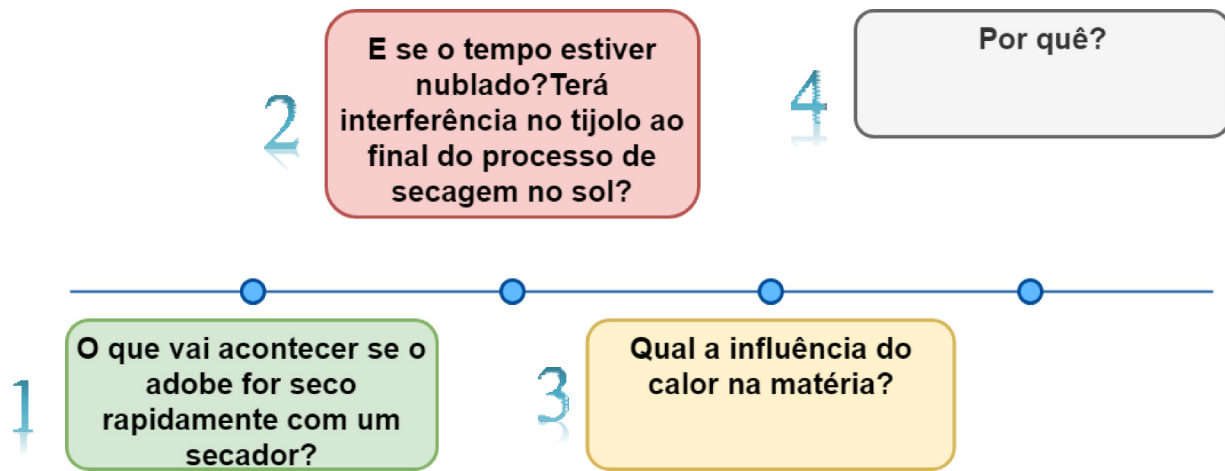 1
O que vai acontecer se o
adobe for seco
rapidamente com um
secador?
2
E se o tempo estiver
nublado?Terá
interferência no tijolo ao
final do processo de
secagem no sol?
3
Qual a influência do
calor na matéria?
4
Por quê?